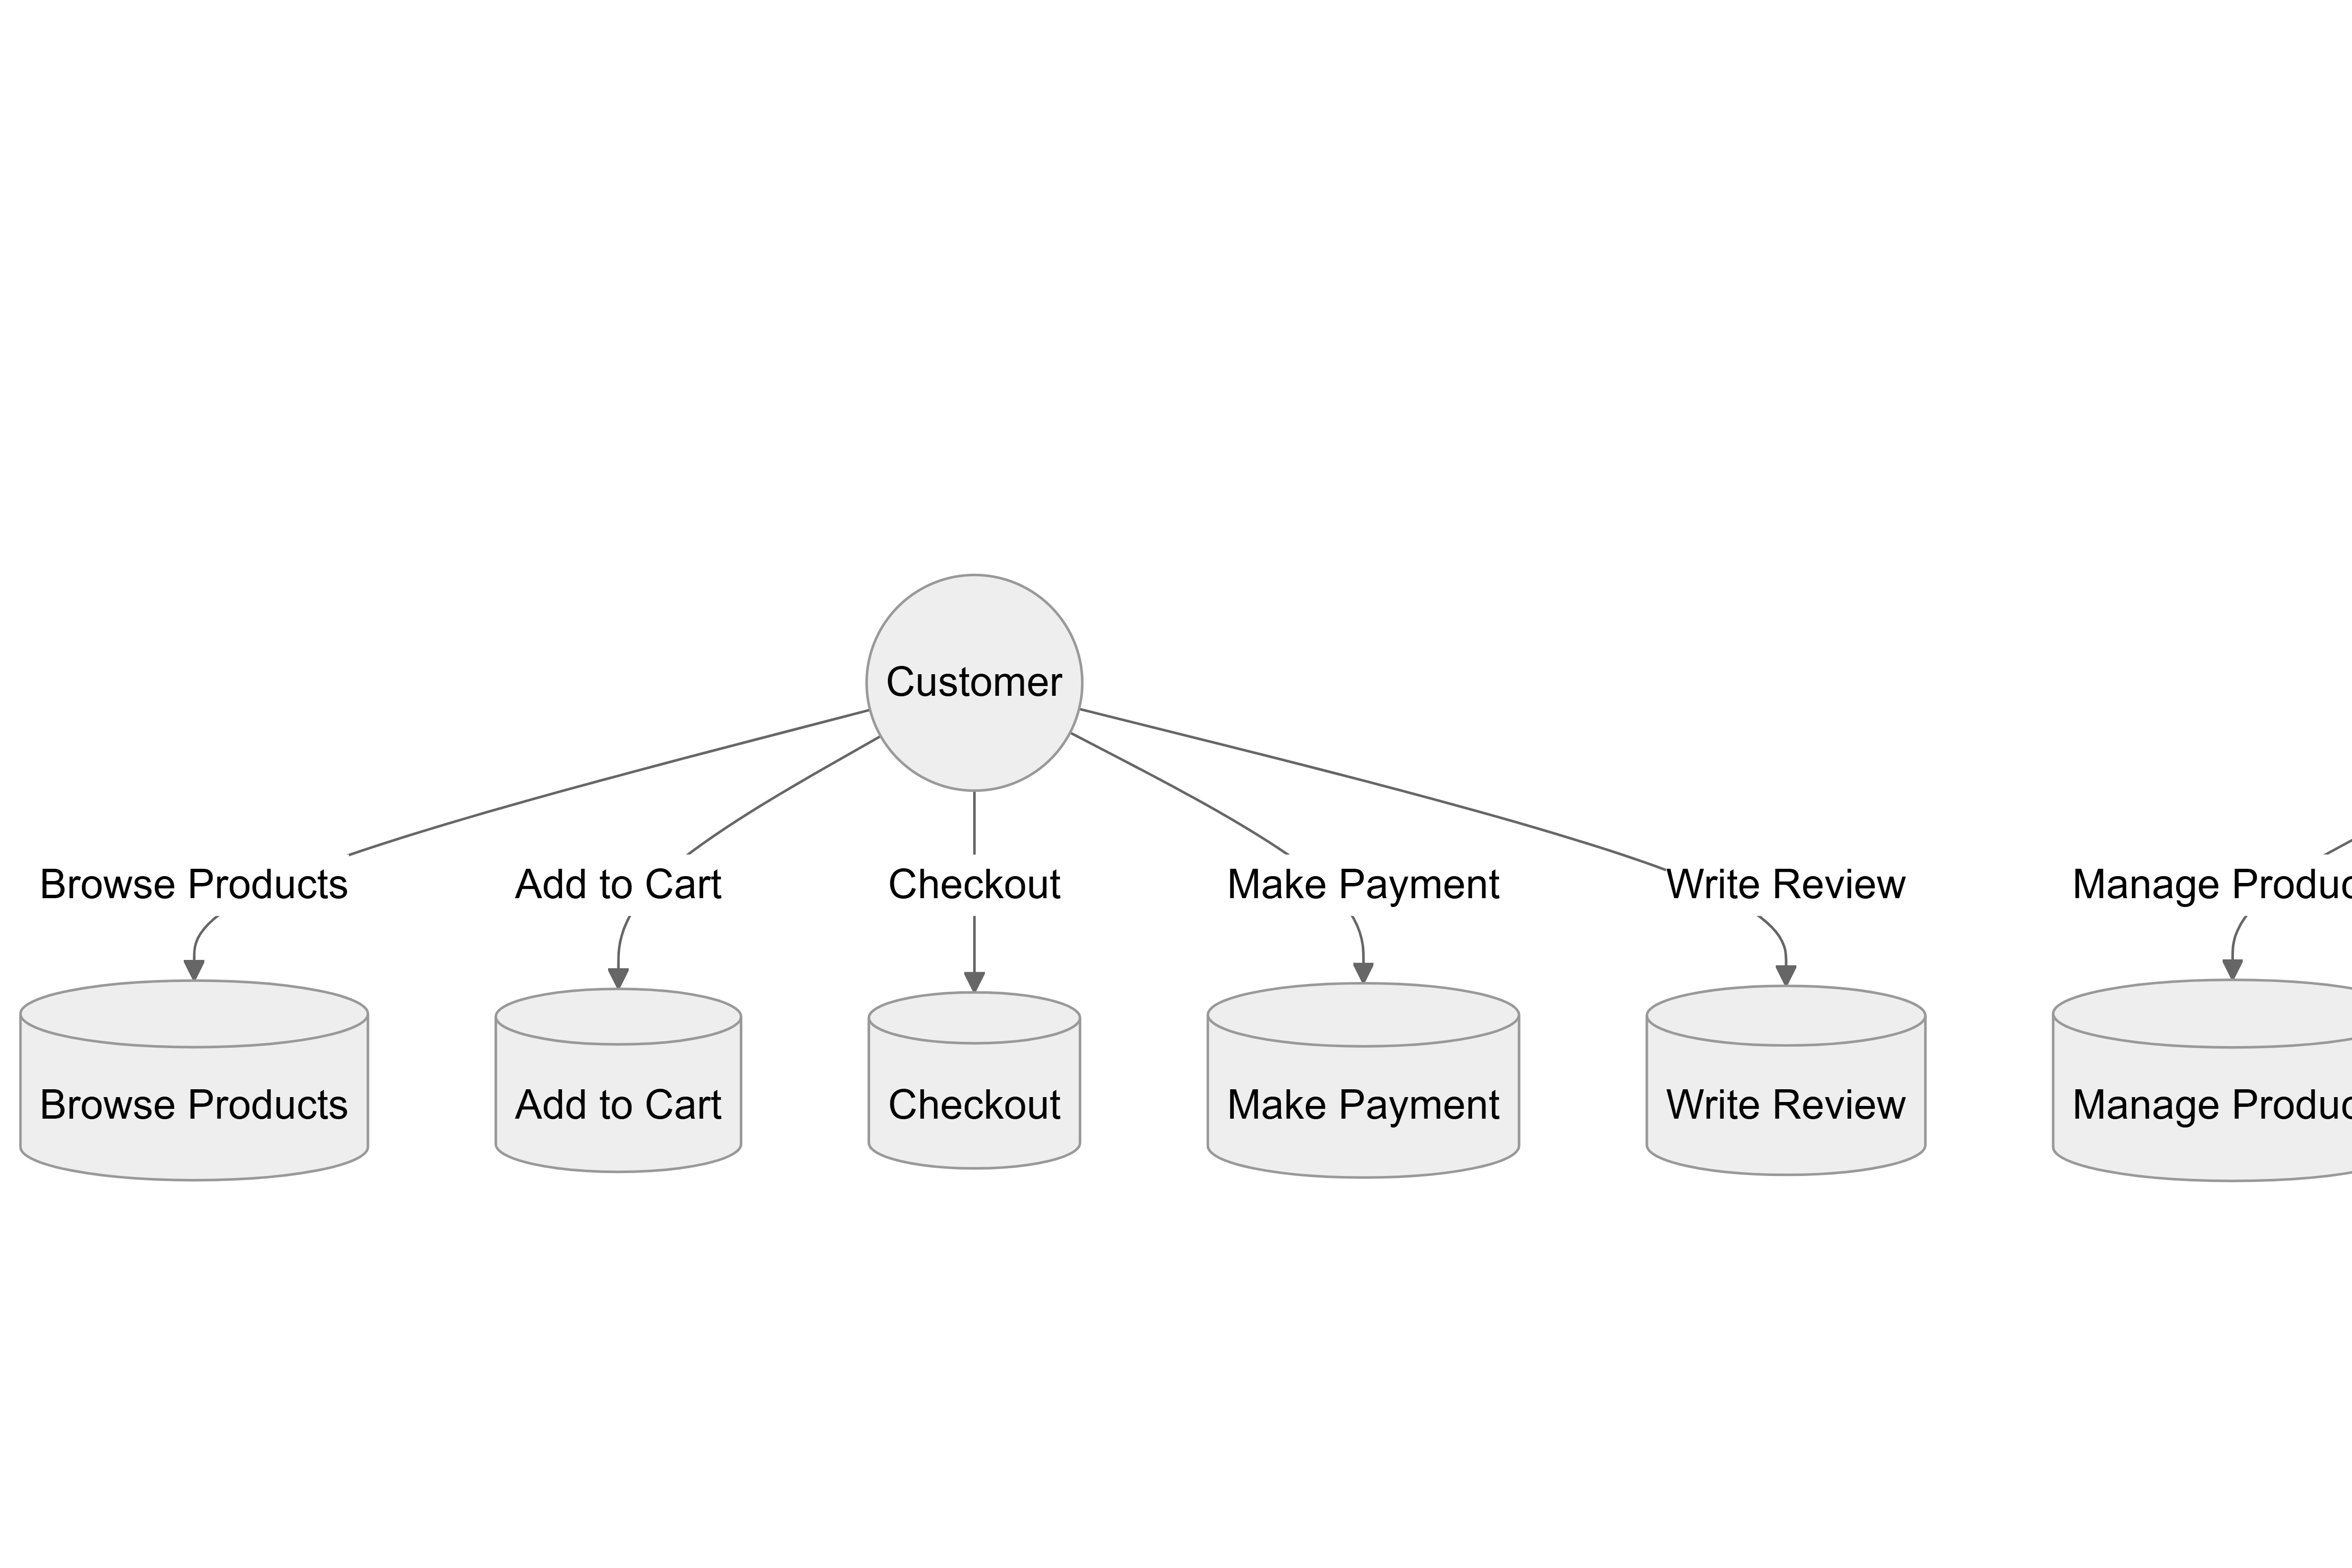 Customer
Browse Products
Add to Cart
Checkout
Make Payment
Write Review
Manage Produc
Browse Products
Add to Cart
Checkout
Make Payment
Write Review
Manage Produc